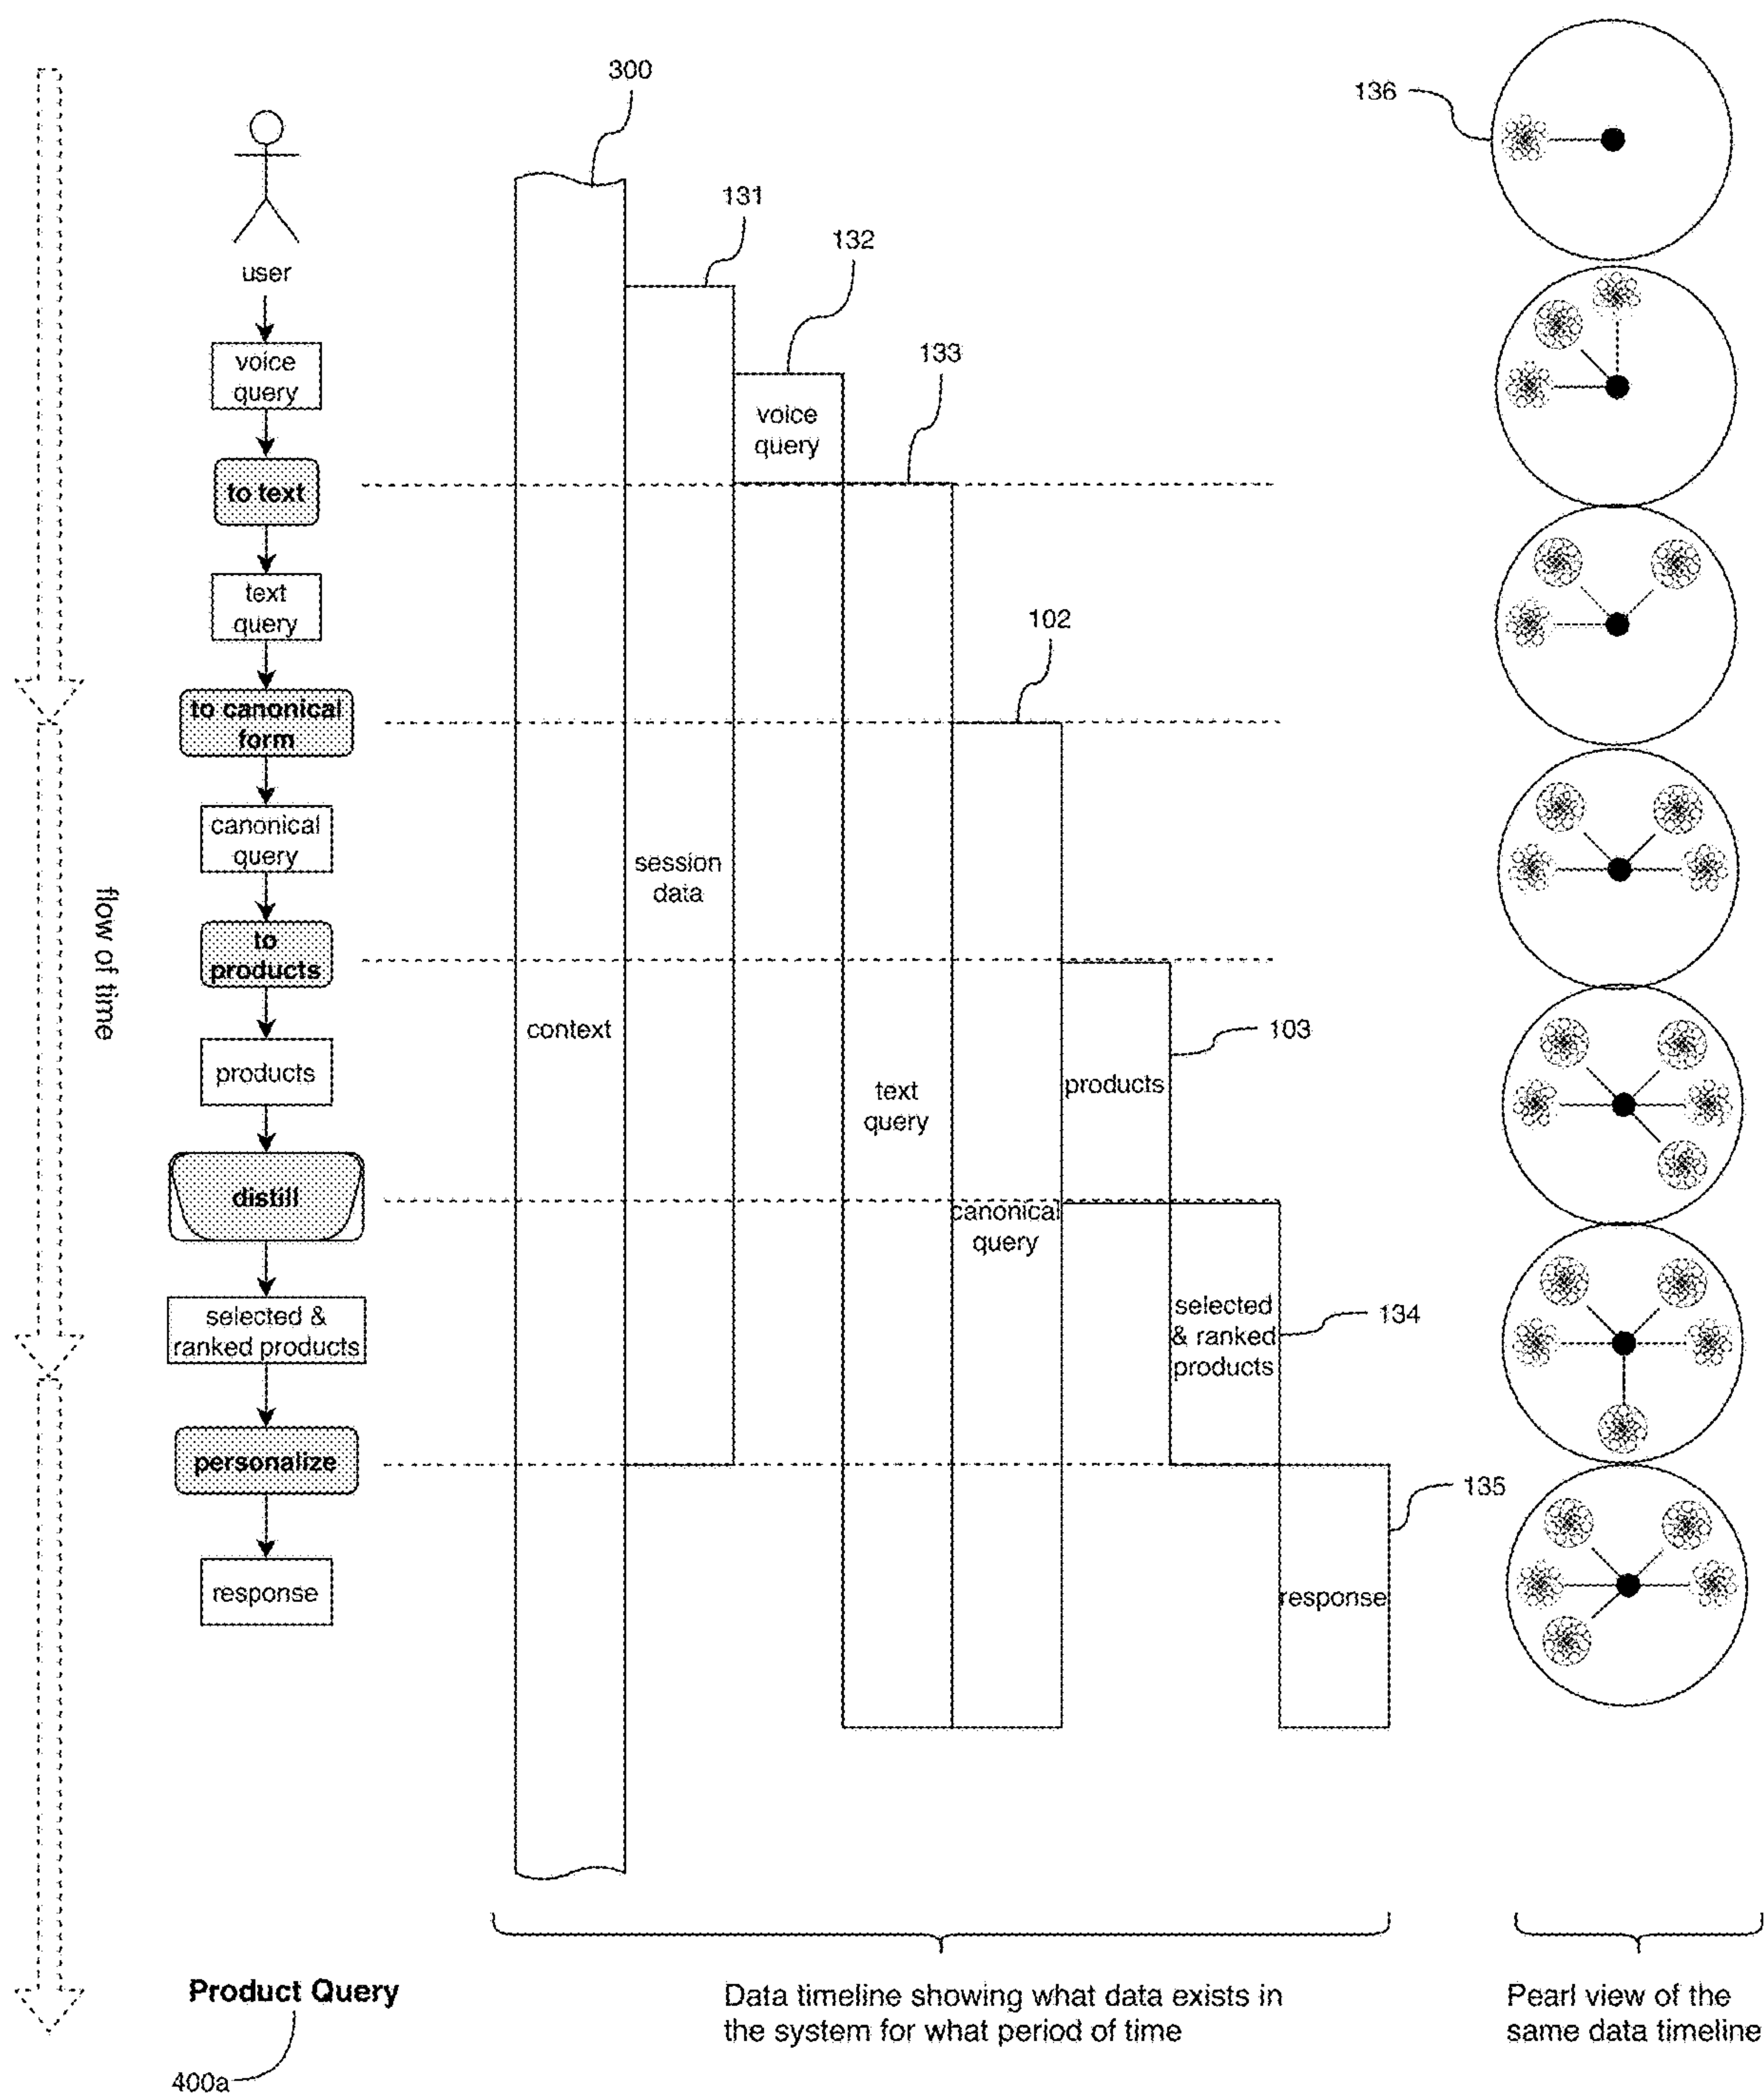 300
136
131
132
user
133
voice
query
voice
query
to text
text
query
102
to canonical
form
canonical
query
session
data
flow of time
to
products
context
103
products
products
text
query
distill
canonical
query
selected &
ranked products
selected
& ranked
products
134
personalize
135
response
response
Product Query
400a
Data timeline showing what data exists in
the system for what period of time
Pearl view of the
same data timeline